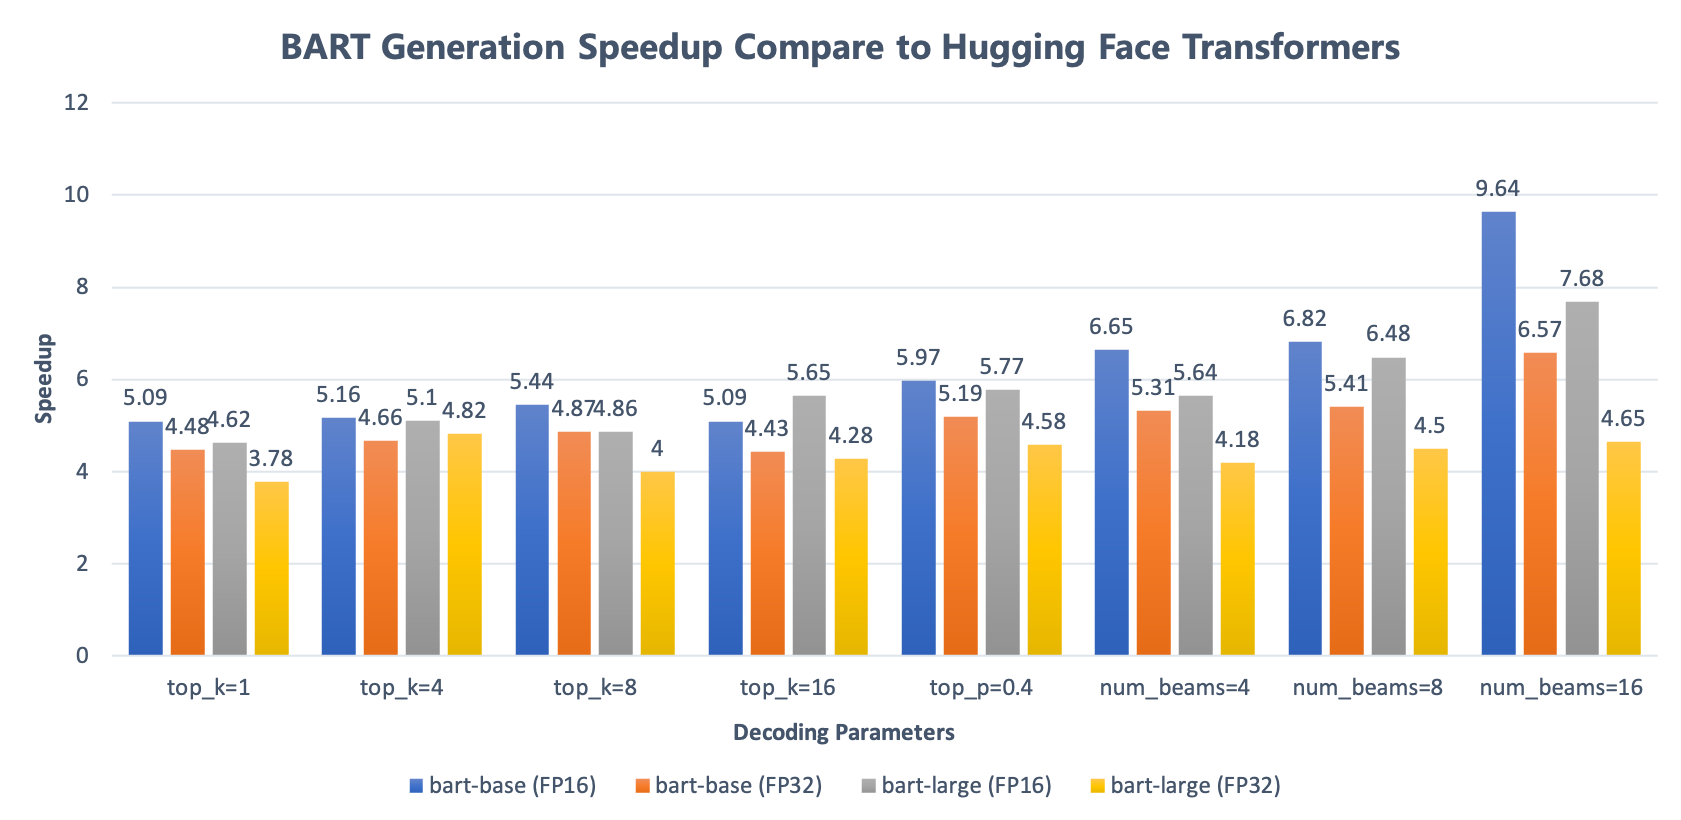 BART Generation Speedup Compare to Hugging Face Transformers
12
10
8
6
4
2
0
Speedup
5.09 4.48 4.62 3.78
5.16 4.66 5.1 4.82
5.44 4.87 4.86 4
5.09 4.43 5.65 4.28
5.97 5.19 5.77 4.58
6.65 5.31 5.64 4.18
6.82 5.41 6.48 4.5
9.64 6.57 7.68 4.65
top_k=1 top_k=4 top_k=8 top_k=16 top_p=0.4 num_beams=4 num_beams=8 num_beams=16
Decoding Parameters
bart-base (FP16) bart-base (FP32) bart-large (FP16) bart-large (FP32)